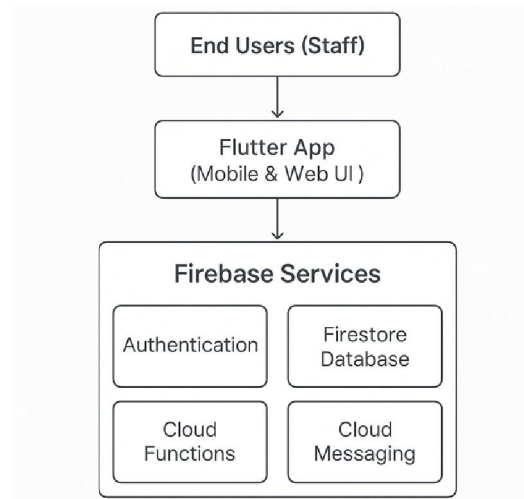 End Users (Staff)
Flutter App
(Mobile & Web UI )
Firebase Services
Authentication
Firestore
Database
Cloud
Functions
Cloud
Messaging